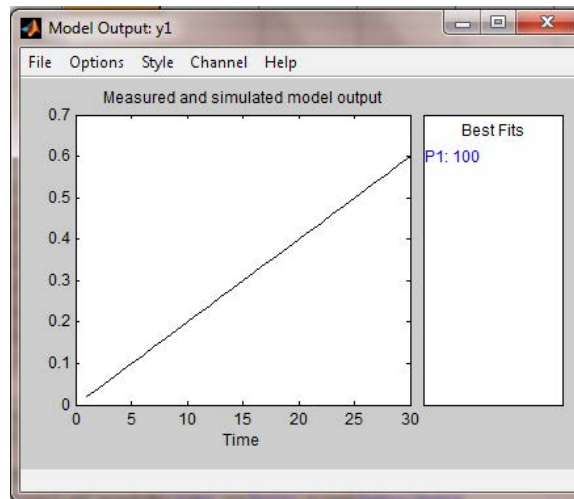 Model Output: y1
File Options Style Channel Help
Measured and simulated model output
0.7
0.6
0.5
0.4
0.3
0.2
0.1
0
0 5 10 15 20 25 30
Time
Best Fits
P1: 100